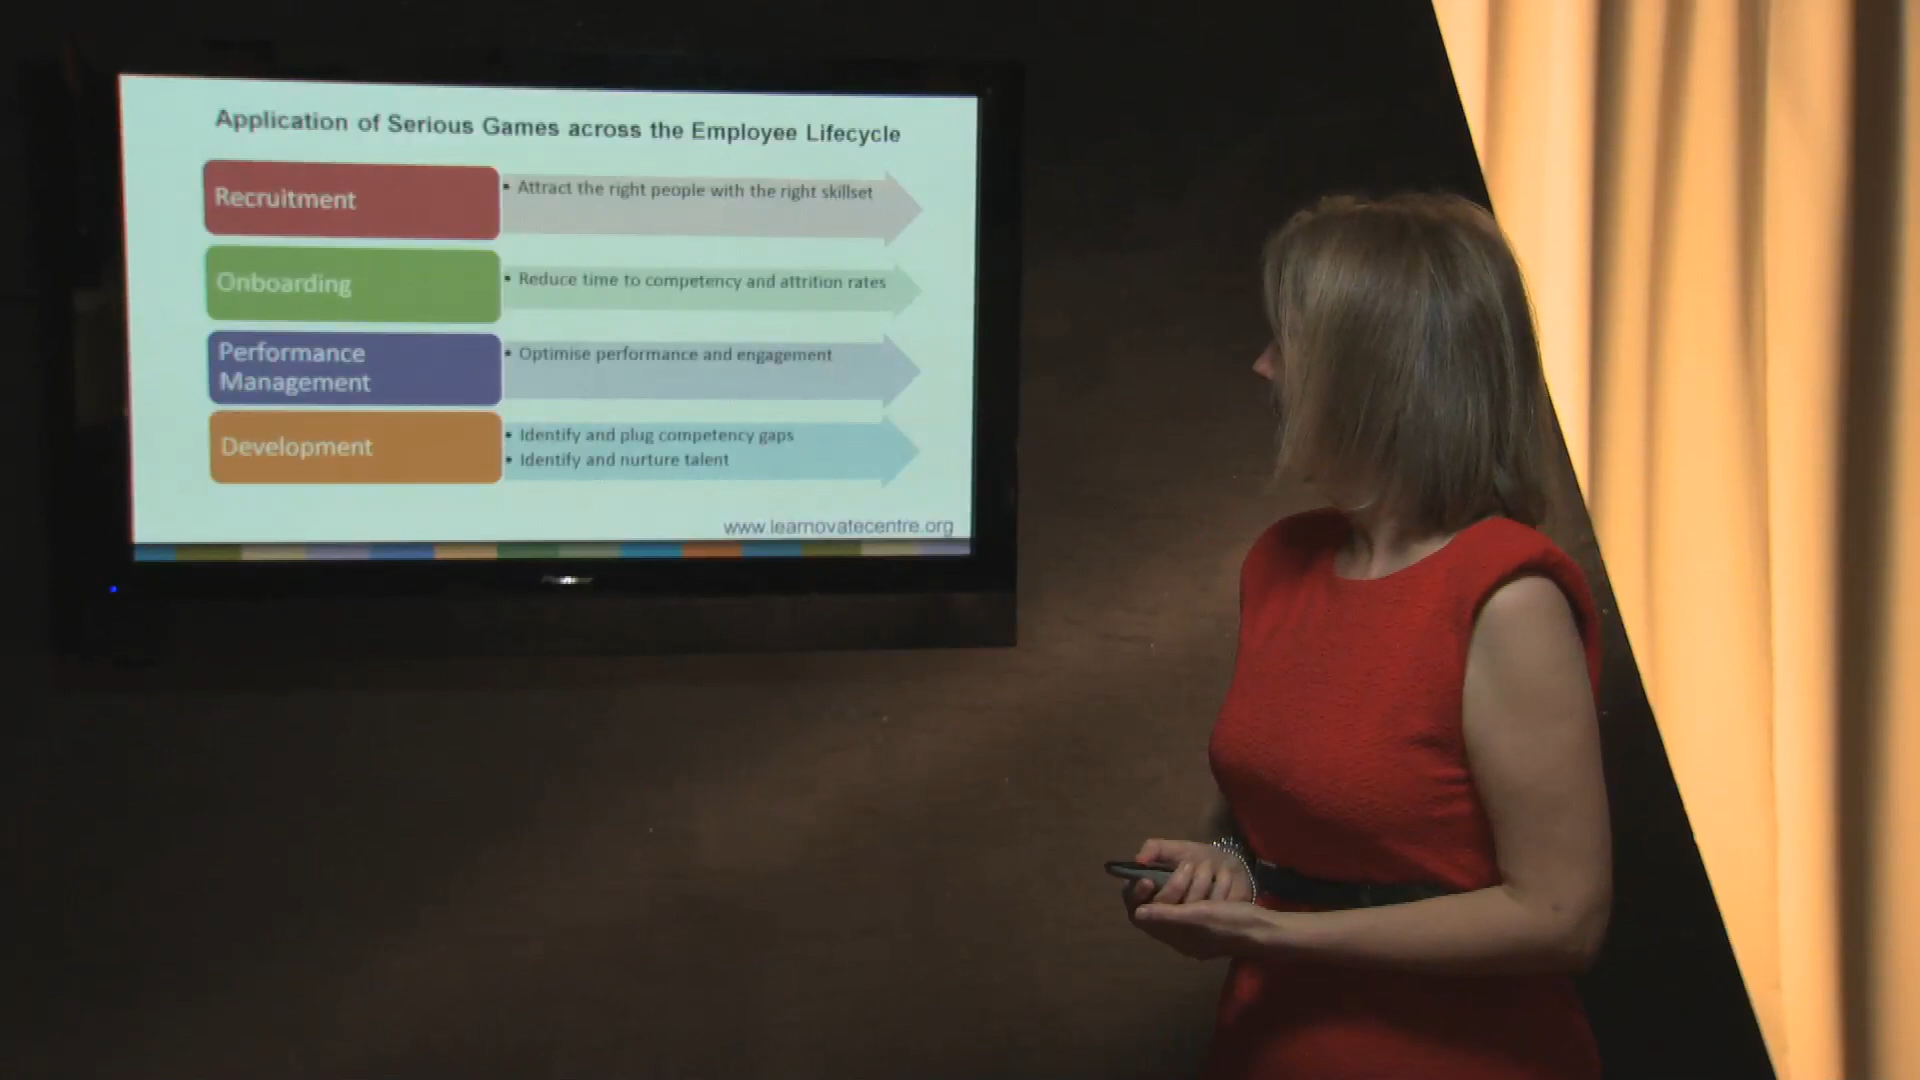 Application of Serious Games across the Employee Lifecycle
Recruitment
• Attract the right people with the right skillset
Onboarding
• Reduce time to competency and attrition rates
Performance
Management
• Optimise performance and engagement
Development
• Identify and plug competency gaps
• Identify and nurture talent
www.learnovatecentre.org